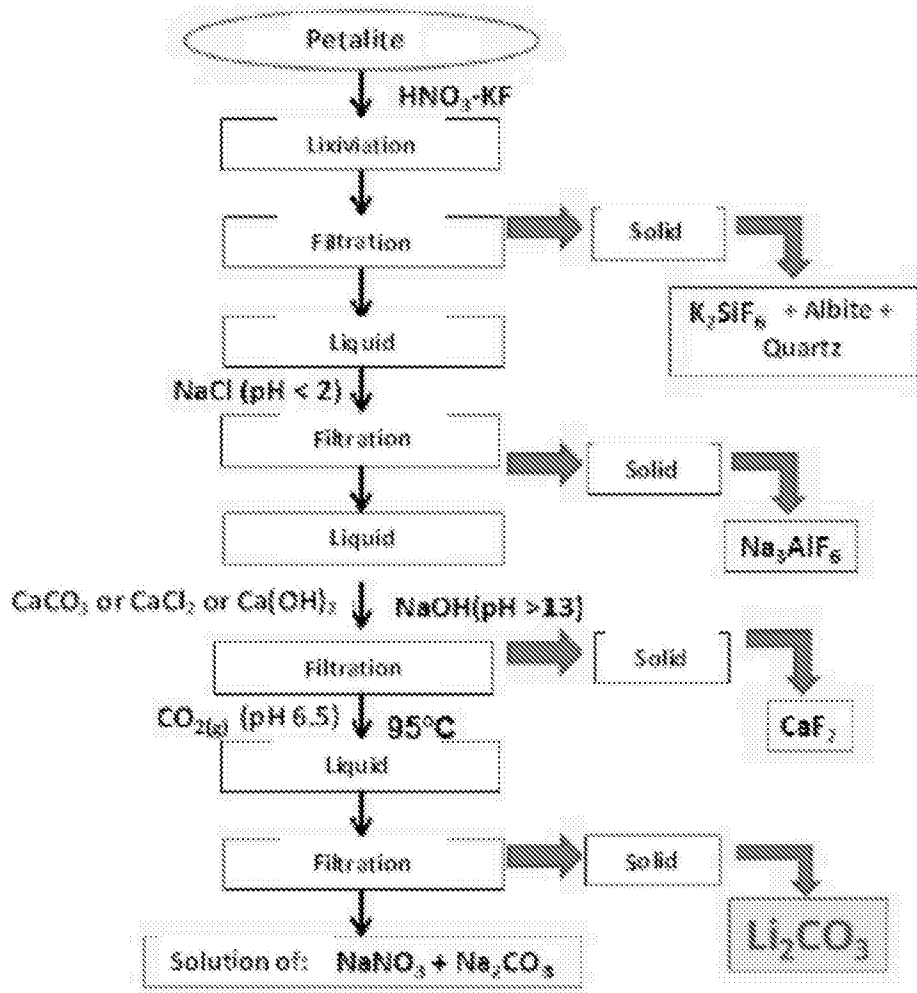 Petalite
HNO₃-KF
Lixiviation
Filtration
Solid
K₂SiF₆ + Albite +
Quartz
Liquid
NaCl (pH < 2)
Filtration
Solid
Na₃AlF₆
Liquid
CaCO₃ or CaCl₂ or Ca(OH)₂
NaOH(pH >13)
Filtration
Solid
CaF₂
CO₂(g) (pH 6.5)
95°C
Liquid
Filtration
Solid
Li₂CO₃
Solution of: NaNO₃ + Na₂CO₃